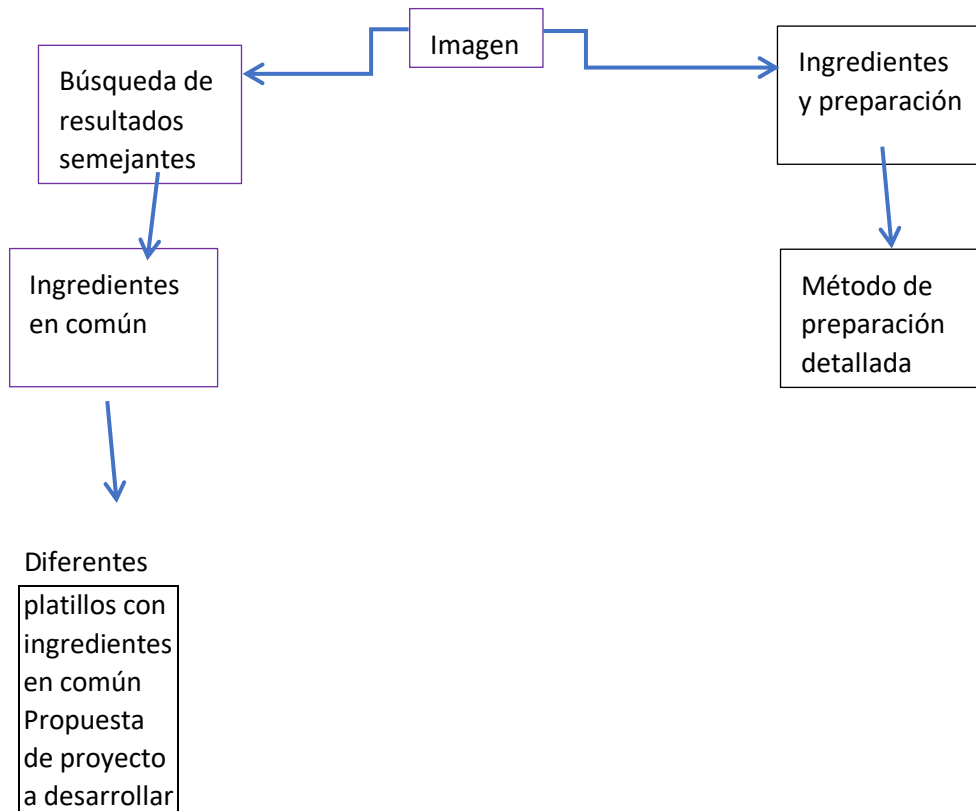 Imagen
Búsqueda de
resultados
semejantes
Ingredientes
y preparación
Ingredientes
en común
Método de
preparación
detallada
Diferentes
platillos con
ingredientes
en común
Propuesta
de proyecto
a desarrollar